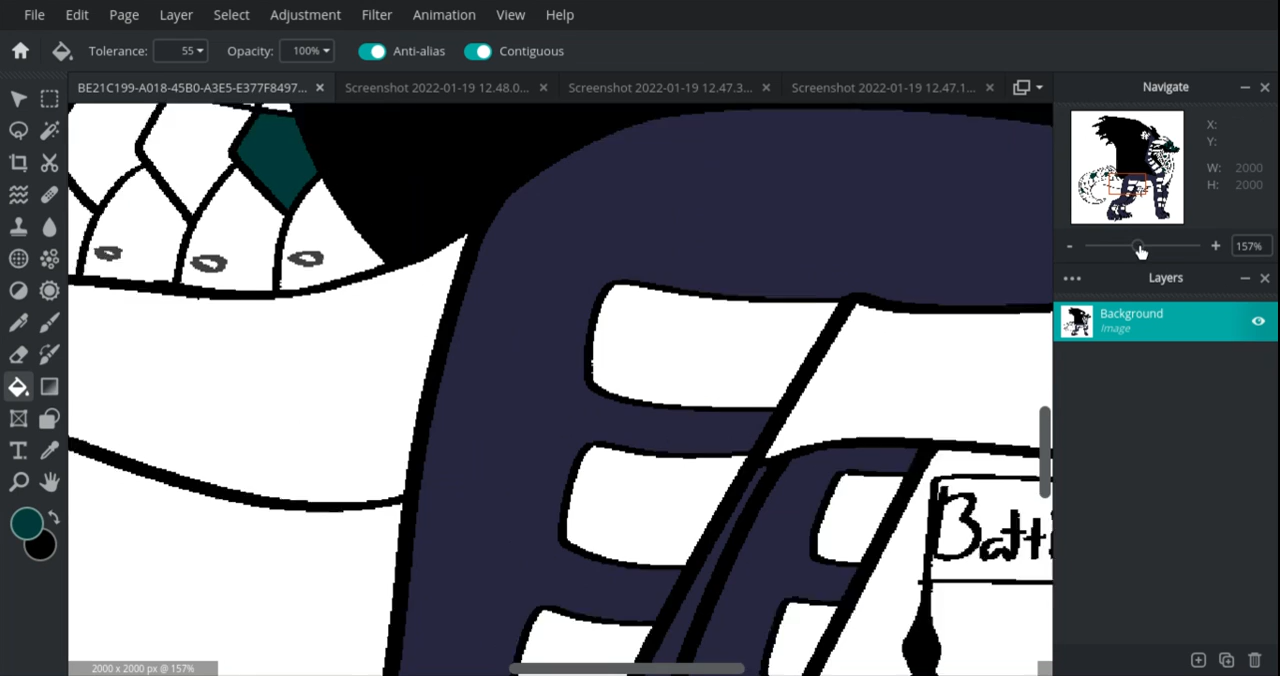 File Edit Page Layer Select Adjustment Filter Animation View Help
Tolerance: 55 Opacity: 100% Anti-alias Contiguous
BE21C199-A018-45B0-A3E5-E377F8497... Screenshot 2022-01-19 12.48.0... Screenshot 2022-01-19 12.47.3... Screenshot 2022-01-19 12.47.1...
Navigate
X:
Y:
W: 2000
H: 2000
- + 157%
Layers
Background
Image
Batt
T
2000 x 2000 px @ 157%